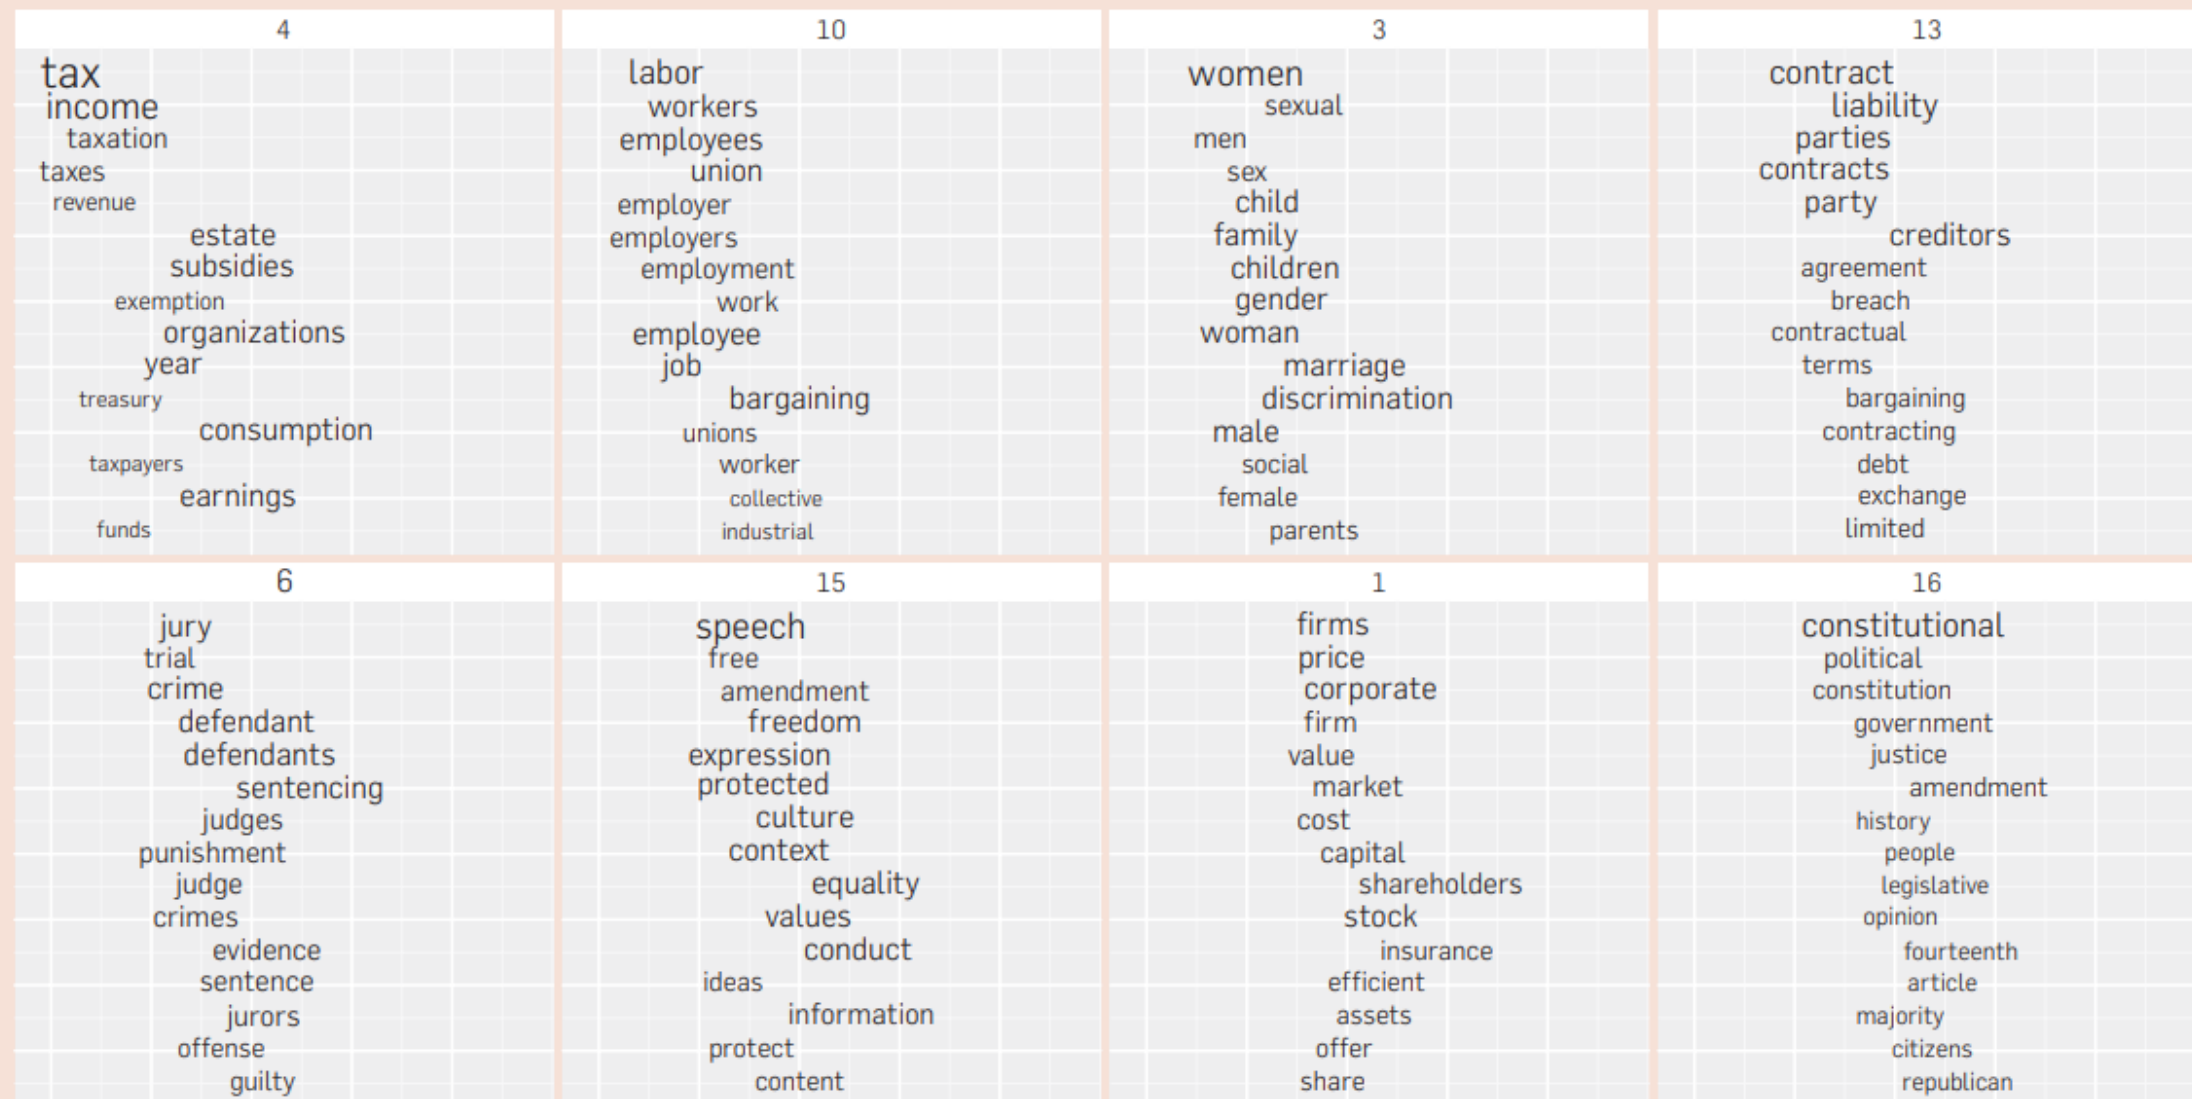 4
tax
income
taxation
taxes
revenue
estate
subsidies
exemption
organizations
year
treasury
consumption
taxpayers
earnings
funds
10
labor
workers
employees
union
employer
employers
employment
work
employee
job
bargaining
unions
worker
collective
industrial
3
women
sexual
men
sex
child
family
children
gender
woman
marriage
discrimination
male
social
female
parents
13
contract
liability
parties
contracts
party
creditors
agreement
breach
contractual
terms
bargaining
contracting
debt
exchange
limited
6
jury
trial
crime
defendant
defendants
sentencing
judges
punishment
judge
crimes
evidence
sentence
jurors
offense
guilty
15
speech
free
amendment
freedom
expression
protected
culture
context
equality
values
conduct
ideas
information
protect
content
1
firms
price
corporate
firm
value
market
cost
capital
shareholders
stock
insurance
efficient
assets
offer
share
16
constitutional
political
constitution
government
justice
amendment
history
people
legislative
opinion
fourteenth
article
majority
citizens
republican